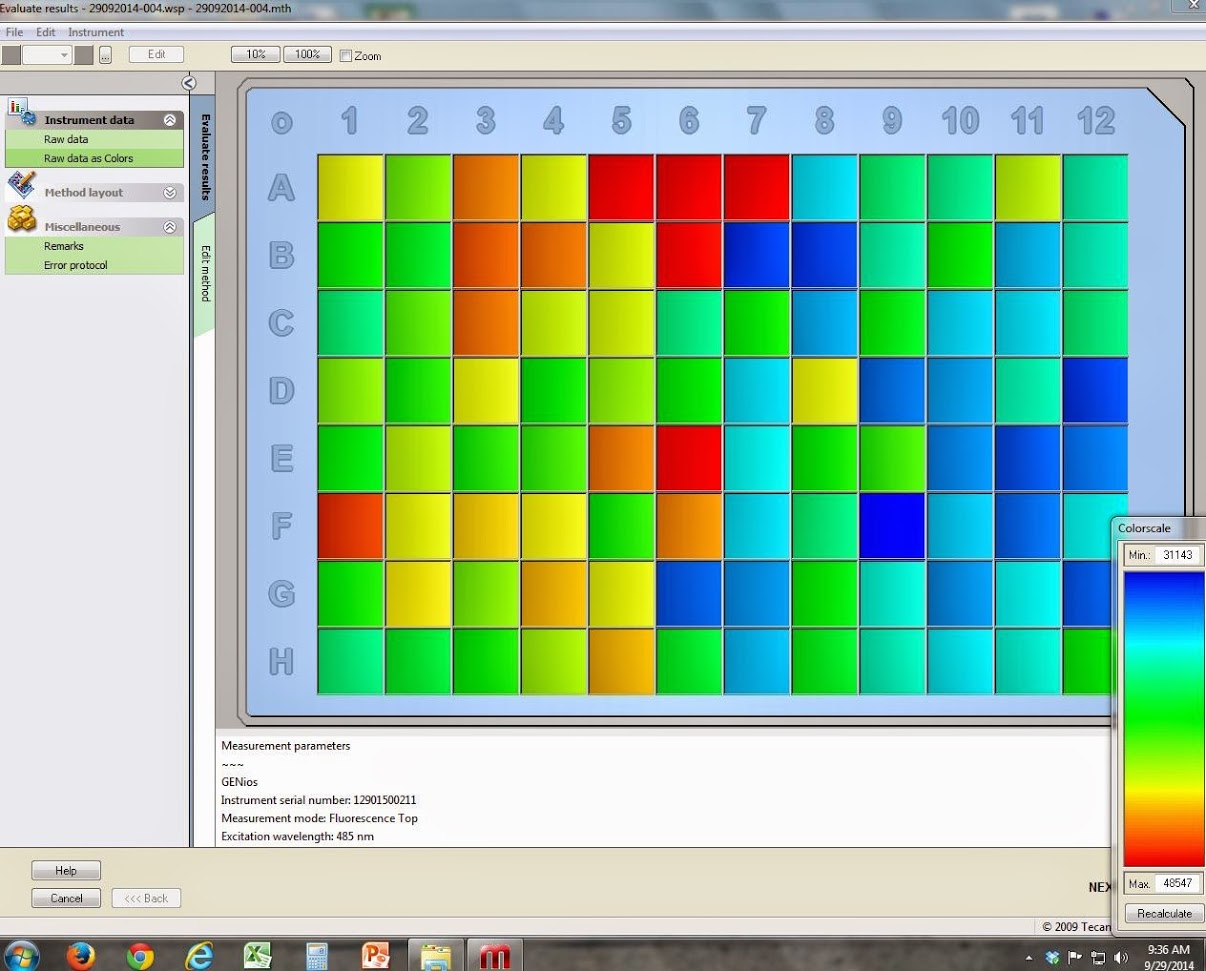 Evaluate results - 29092014-004.wsp - 29092014-004.mth
File Edit Instrument
... Edit 10% 100% Zoom
Instrument data
Raw data
Raw data as Colors
Method layout
Miscellaneous
Remarks
Error protocol
Evaluate results
Edit method
o 1 2 3 4 5 6 7 8 9 10 11 12
A
B
C
D
E
F
G
H
Colorscale
Min.: 31143
Max. 48547
Recalculate
Measurement parameters
~~~
GENios
Instrument serial number: 12901500211
Measurement mode: Fluorescence Top
Excitation wavelength: 485 nm
Help
Cancel <<< Back
NEX
© 2009 Tecan
9:36 AM
9/29/2014